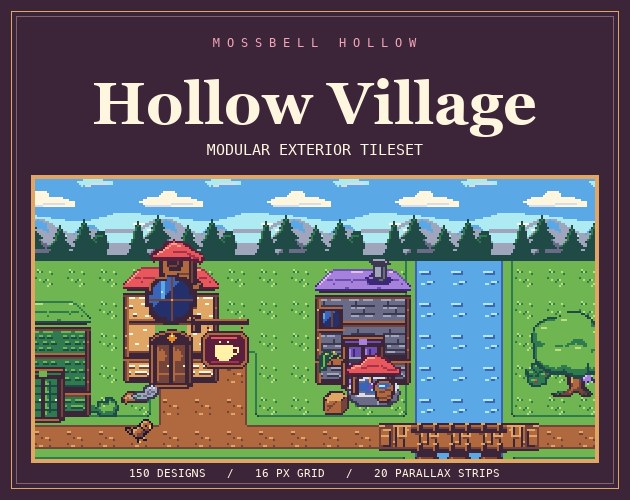 MOSSBELL HOLLOW
Hollow Village
MODULAR EXTERIOR TILESET
150 DESIGNS / 16 PX GRID / 20 PARALLAX STRIPS